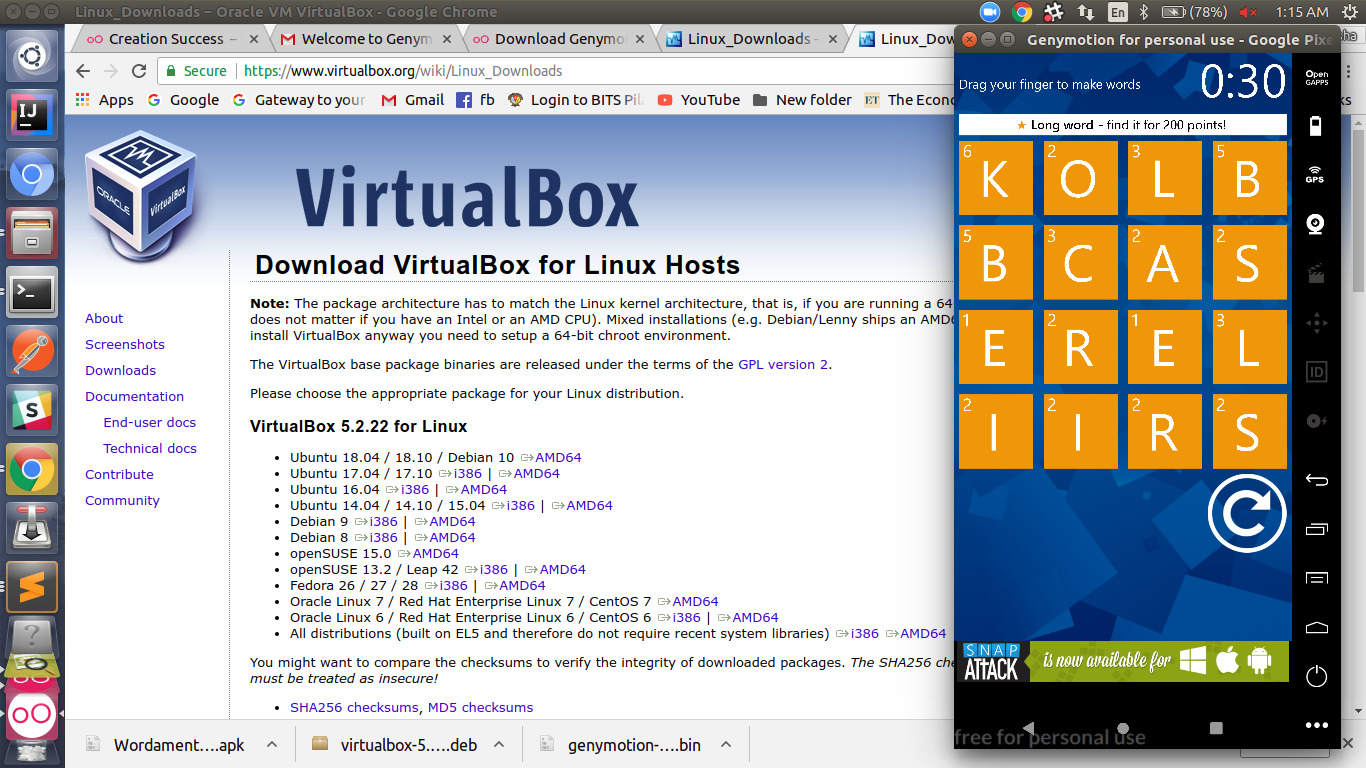 Linux_Downloads – Oracle VM VirtualBox - Google Chrome
En (78%) 1:15 AM
Creation Success –
Welcome to Genym
Download Genymo
Linux_Downloads –
Linux_Dow
Secure https://www.virtualbox.org/wiki/Linux_Downloads
Apps Google Gateway to your Gmail fb Login to BITS Pil YouTube New folder ET The Econo
ORACLE
VirtualBox
VirtualBox
About
Screenshots
Downloads
Documentation
End-user docs
Technical docs
Contribute
Community
Download VirtualBox for Linux Hosts
Note: The package architecture has to match the Linux kernel architecture, that is, if you are running a 64-
does not matter if you have an Intel or an AMD CPU). Mixed installations (e.g. Debian/Lenny ships an AMD6
install VirtualBox anyway you need to setup a 64-bit chroot environment.
The VirtualBox base package binaries are released under the terms of the GPL version 2.
Please choose the appropriate package for your Linux distribution.
VirtualBox 5.2.22 for Linux
Ubuntu 18.04 / 18.10 / Debian 10 AMD64
Ubuntu 17.04 / 17.10 i386 | AMD64
Ubuntu 16.04 i386 | AMD64
Ubuntu 14.04 / 14.10 / 15.04 i386 | AMD64
Debian 9 i386 | AMD64
Debian 8 i386 | AMD64
openSUSE 15.0 AMD64
openSUSE 13.2 / Leap 42 i386 | AMD64
Fedora 26 / 27 / 28 i386 | AMD64
Oracle Linux 7 / Red Hat Enterprise Linux 7 / CentOS 7 AMD64
Oracle Linux 6 / Red Hat Enterprise Linux 6 / CentOS 6 i386 | AMD64
All distributions (built on EL5 and therefore do not require recent system libraries) i386 AMD64
You might want to compare the checksums to verify the integrity of downloaded packages. The SHA256 che
must be treated as insecure!
SHA256 checksums, MD5 checksums
Wordament....apk
virtualbox-5.....deb
genymotion-....bin
Genymotion for personal use - Google Pixe
Drag your finger to make words 0:30
★ Long word - find it for 200 points!
6 K 2 O 3 L 5 B
5 B 3 C 2 A 2 S
1 E 2 R 1 E 3 L
2 I 2 I 2 R 2 S
SNAP
ATTACK
is now available for
free for personal use
Open
GAPPS
GPS
ID
IJ
S